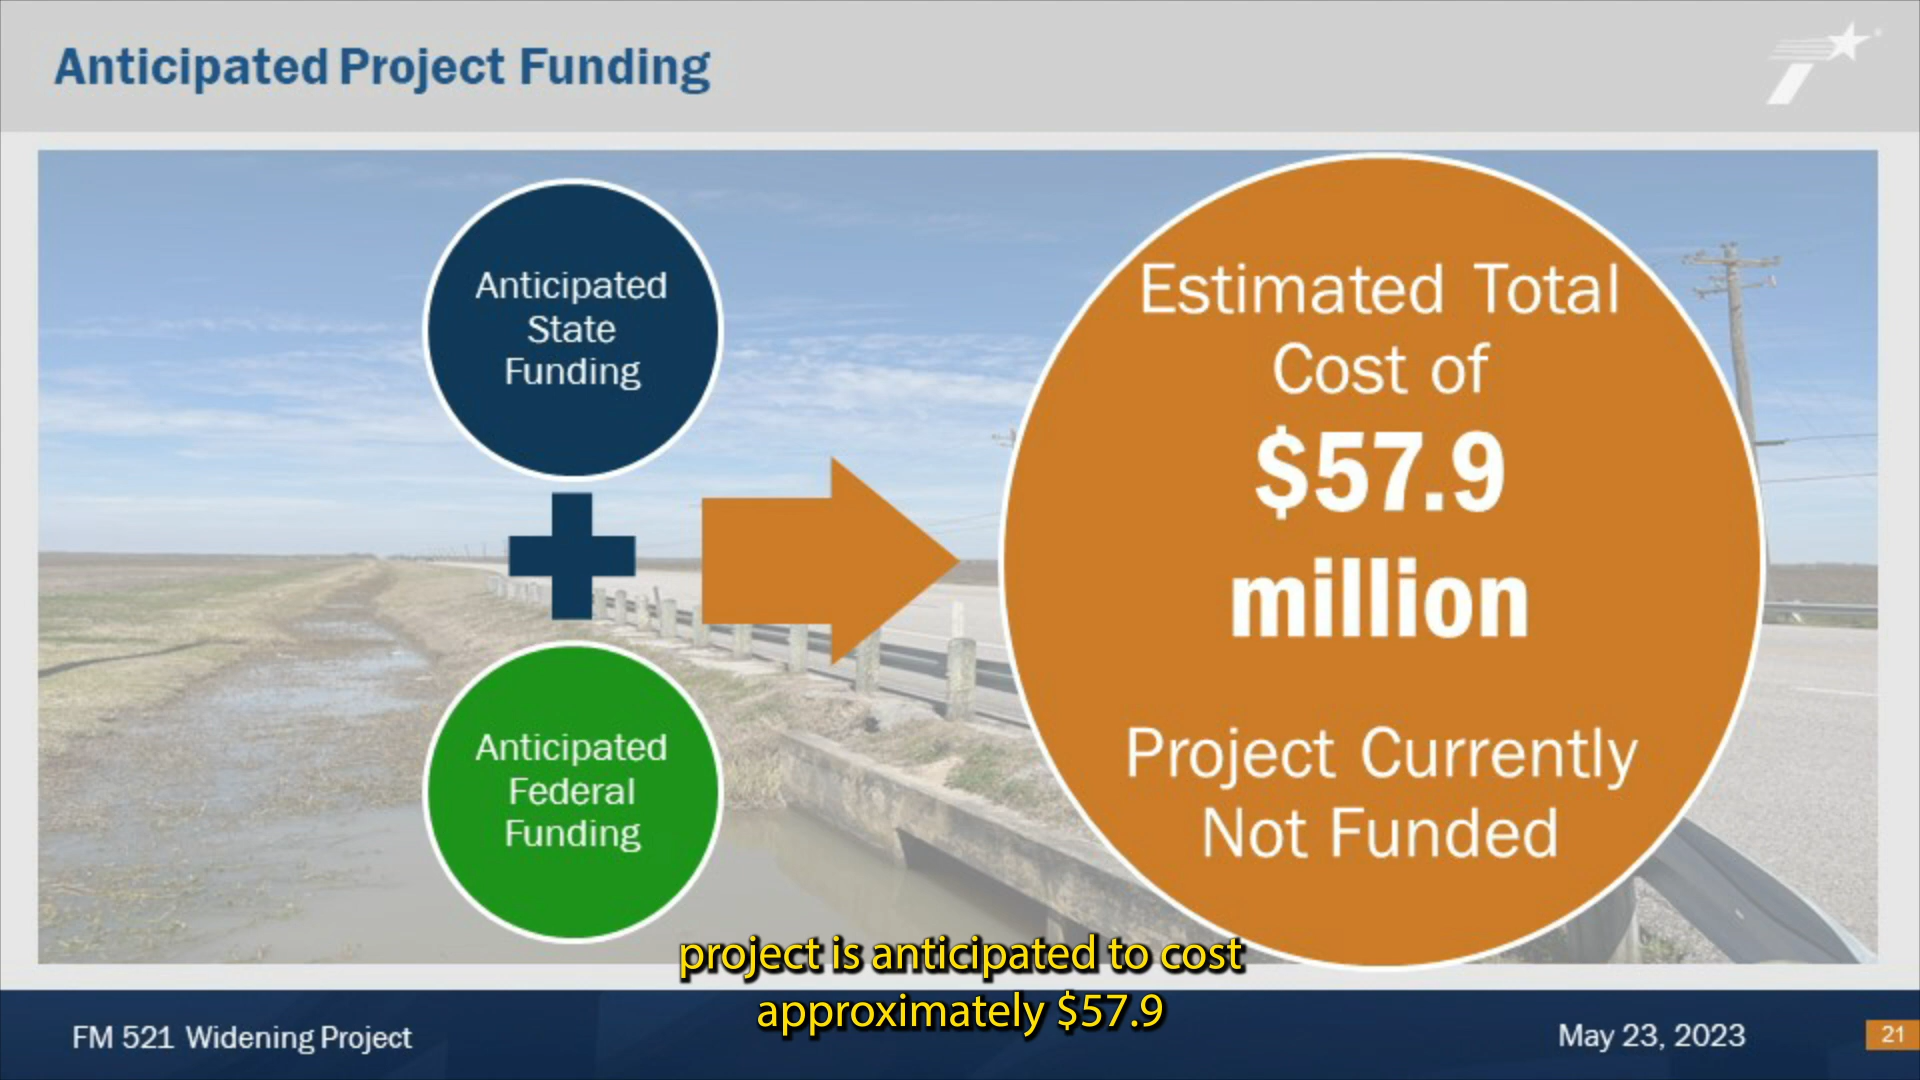 Anticipated Project Funding
Anticipated
State
Funding
Anticipated
Federal
Funding
Estimated Total
Cost of
$57.9
million
Project Currently
Not Funded
project is anticipated to cost
approximately $57.9
FM 521 Widening Project
May 23, 2023
21